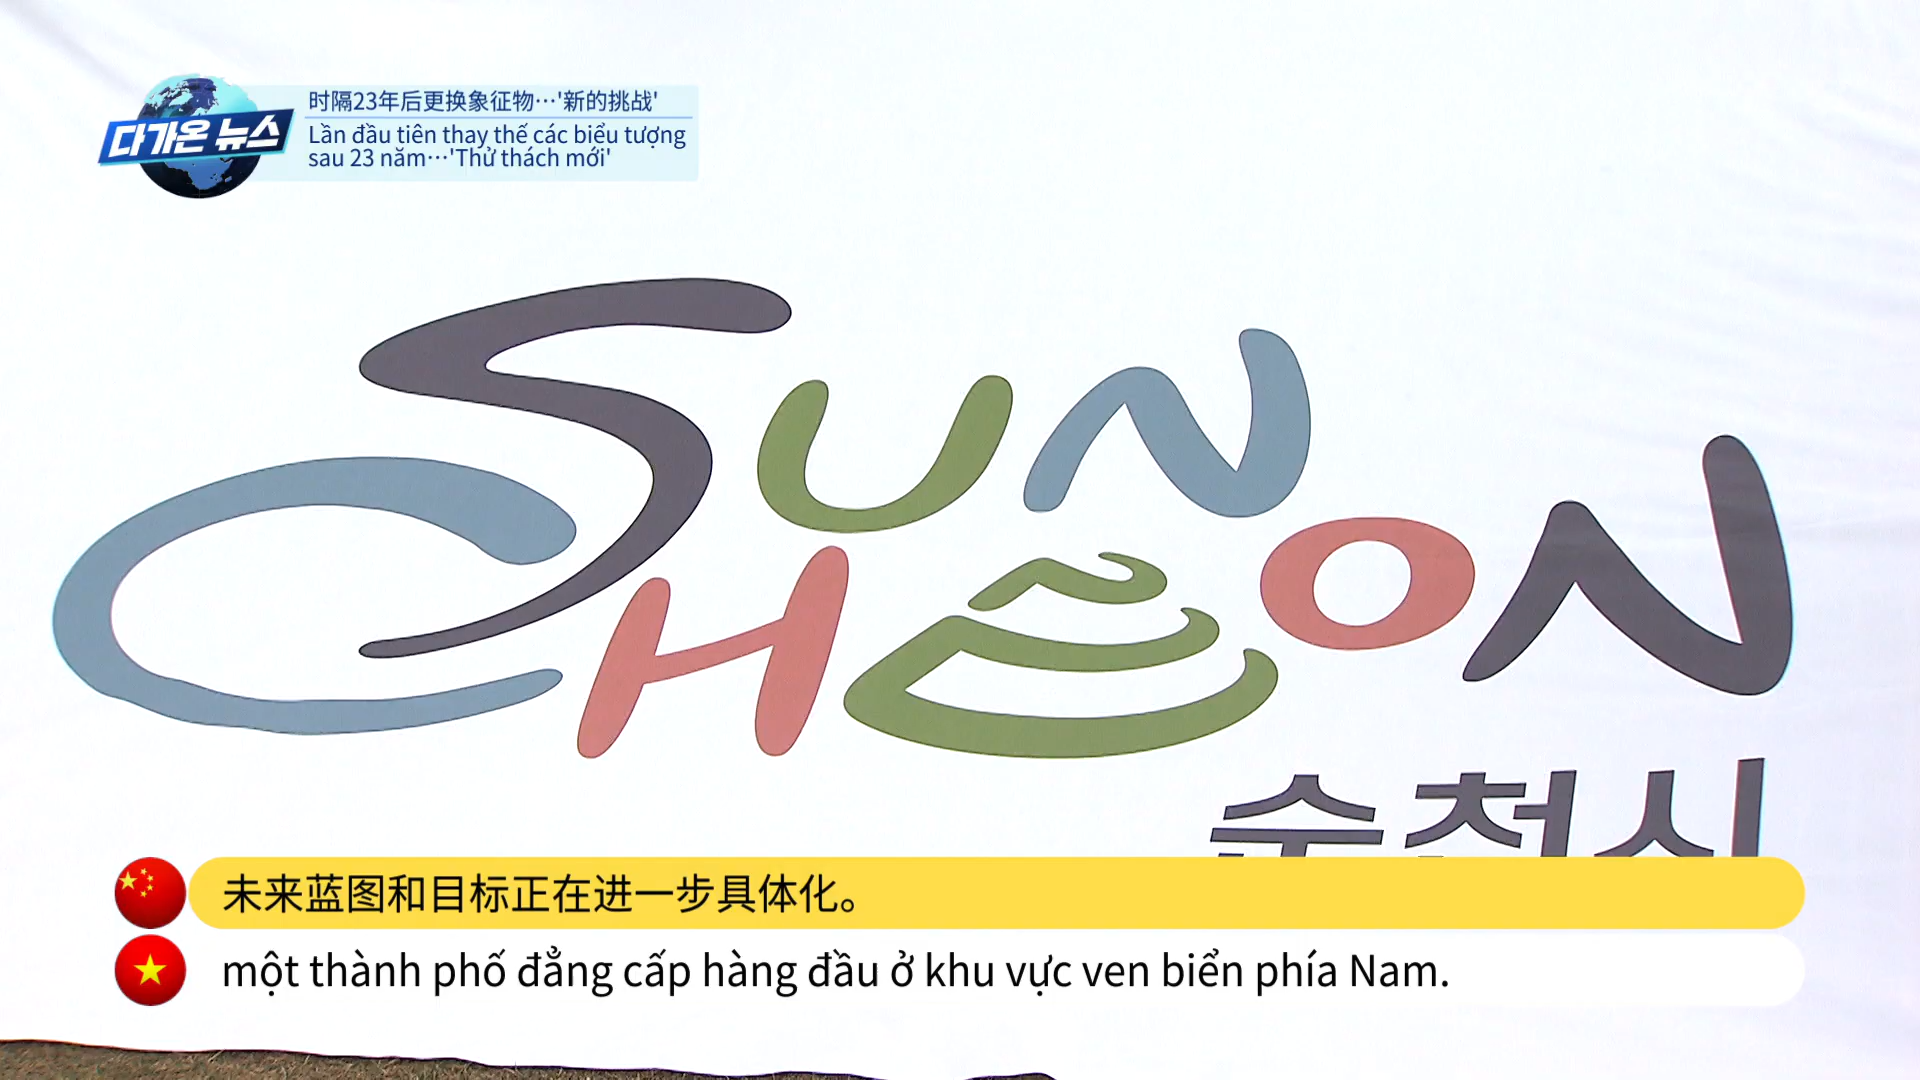 다가온 뉴스
时隔23年后更换象征物…'新的挑战'
Lần đầu tiên thay thế các biểu tượng
sau 23 năm…'Thử thách mới'
SUN
CHEON
순천시
未来蓝图和目标正在进一步具体化。
một thành phố đẳng cấp hàng đầu ở khu vực ven biển phía Nam.